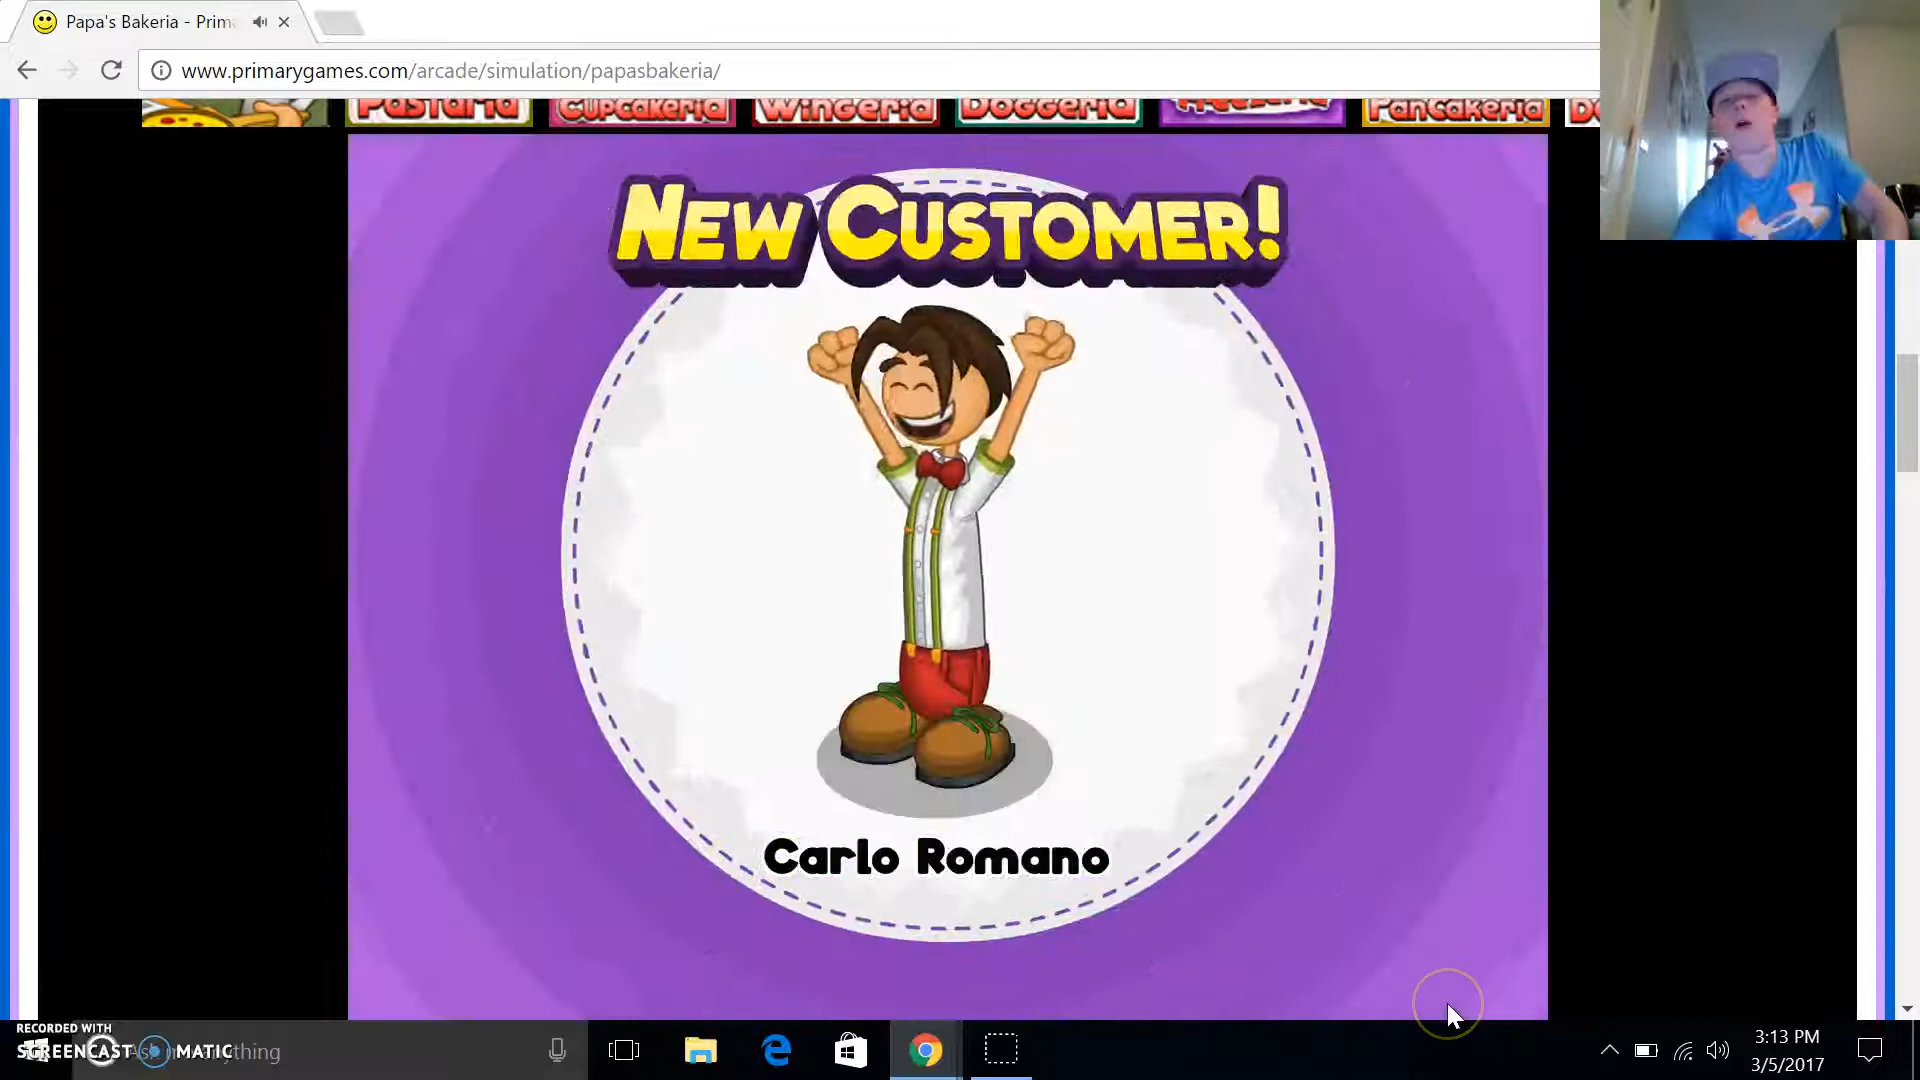 Papa's Bakeria - Prim
www.primarygames.com/arcade/simulation/papasbakeria/
Pastaria Cupcakeria Wingeria Doggeria Freezeria Pancakeria
NEW CUSTOMER!
Carlo Romano
RECORDED WITH
SCREENCAST MATIC
3:13 PM
3/5/2017